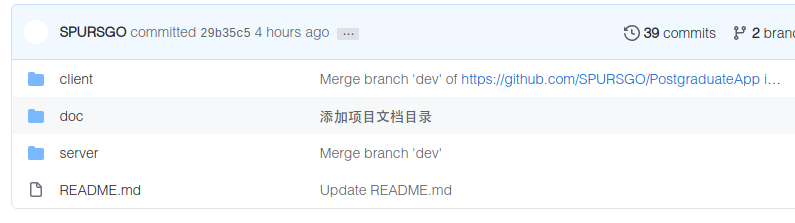 SPURSGO committed 29b35c5 4 hours ago ... 39 commits 2 branc
client Merge branch 'dev' of https://github.com/SPURSGO/PostgraduateApp i…
doc 添加项目文档目录
server Merge branch 'dev'
README.md Update README.md